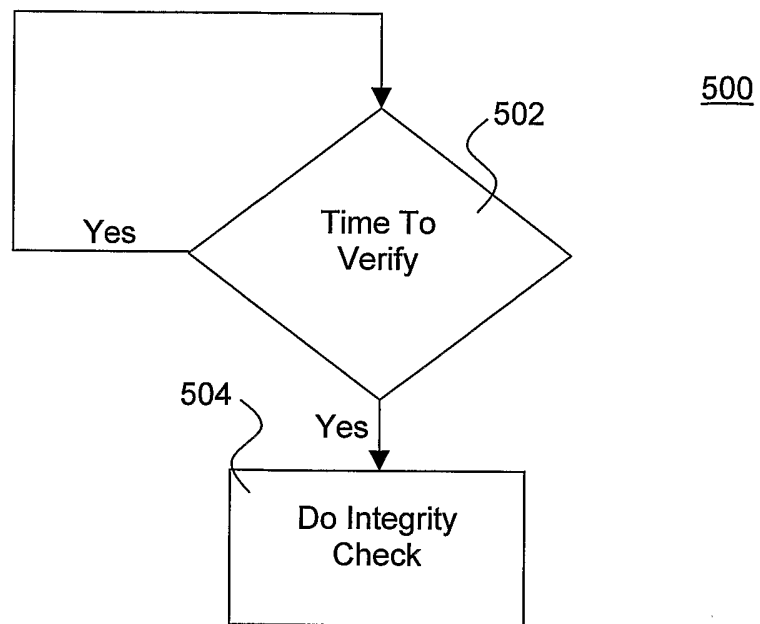 500
502
Time To
Verify
Yes
504
Yes
Do Integrity
Check